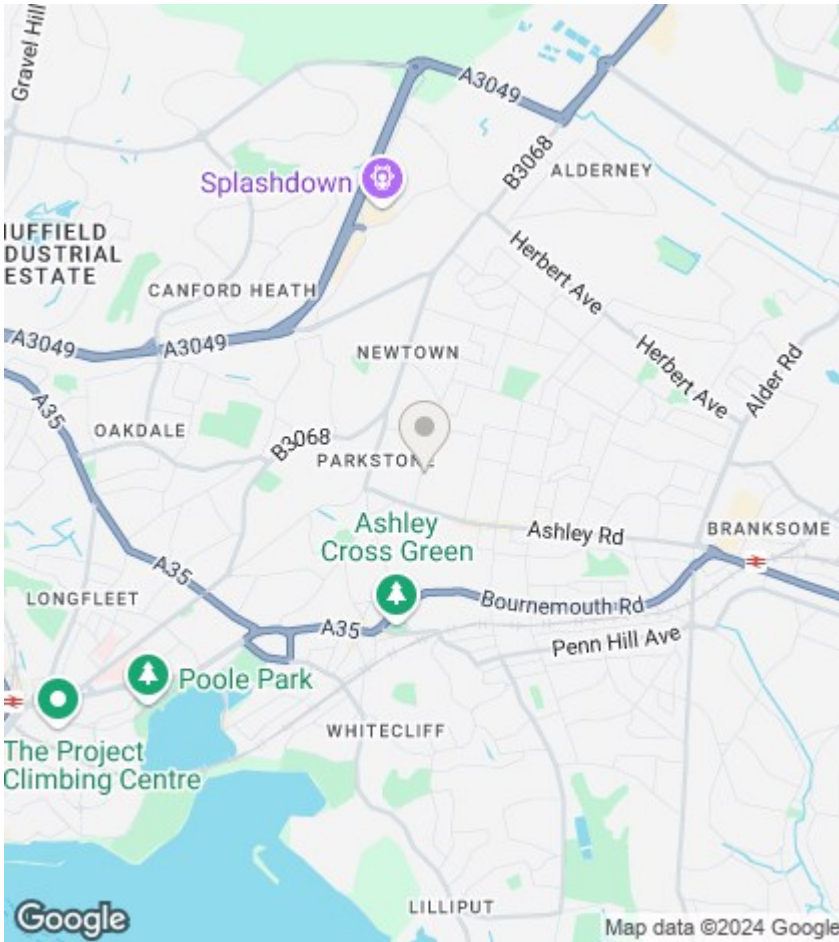 Gravel Hill
A3049
B3068
ALDERNEY
Splashdown
UFFIELD
DUSTRIAL
ESTATE
CANFORD HEATH
Herbert Ave
A3049
A3049
NEWTOWN
Herbert Ave
Alder Rd
A35
OAKDALE
B3068
PARKSTONE
Ashley
Cross Green
Ashley Rd
BRANKSOME
A35
LONGFLEET
A35
Bournemouth Rd
Penn Hill Ave
Poole Park
WHITECLIFF
The Project
Climbing Centre
LILLIPUT
Google
Map data ©2024 Google